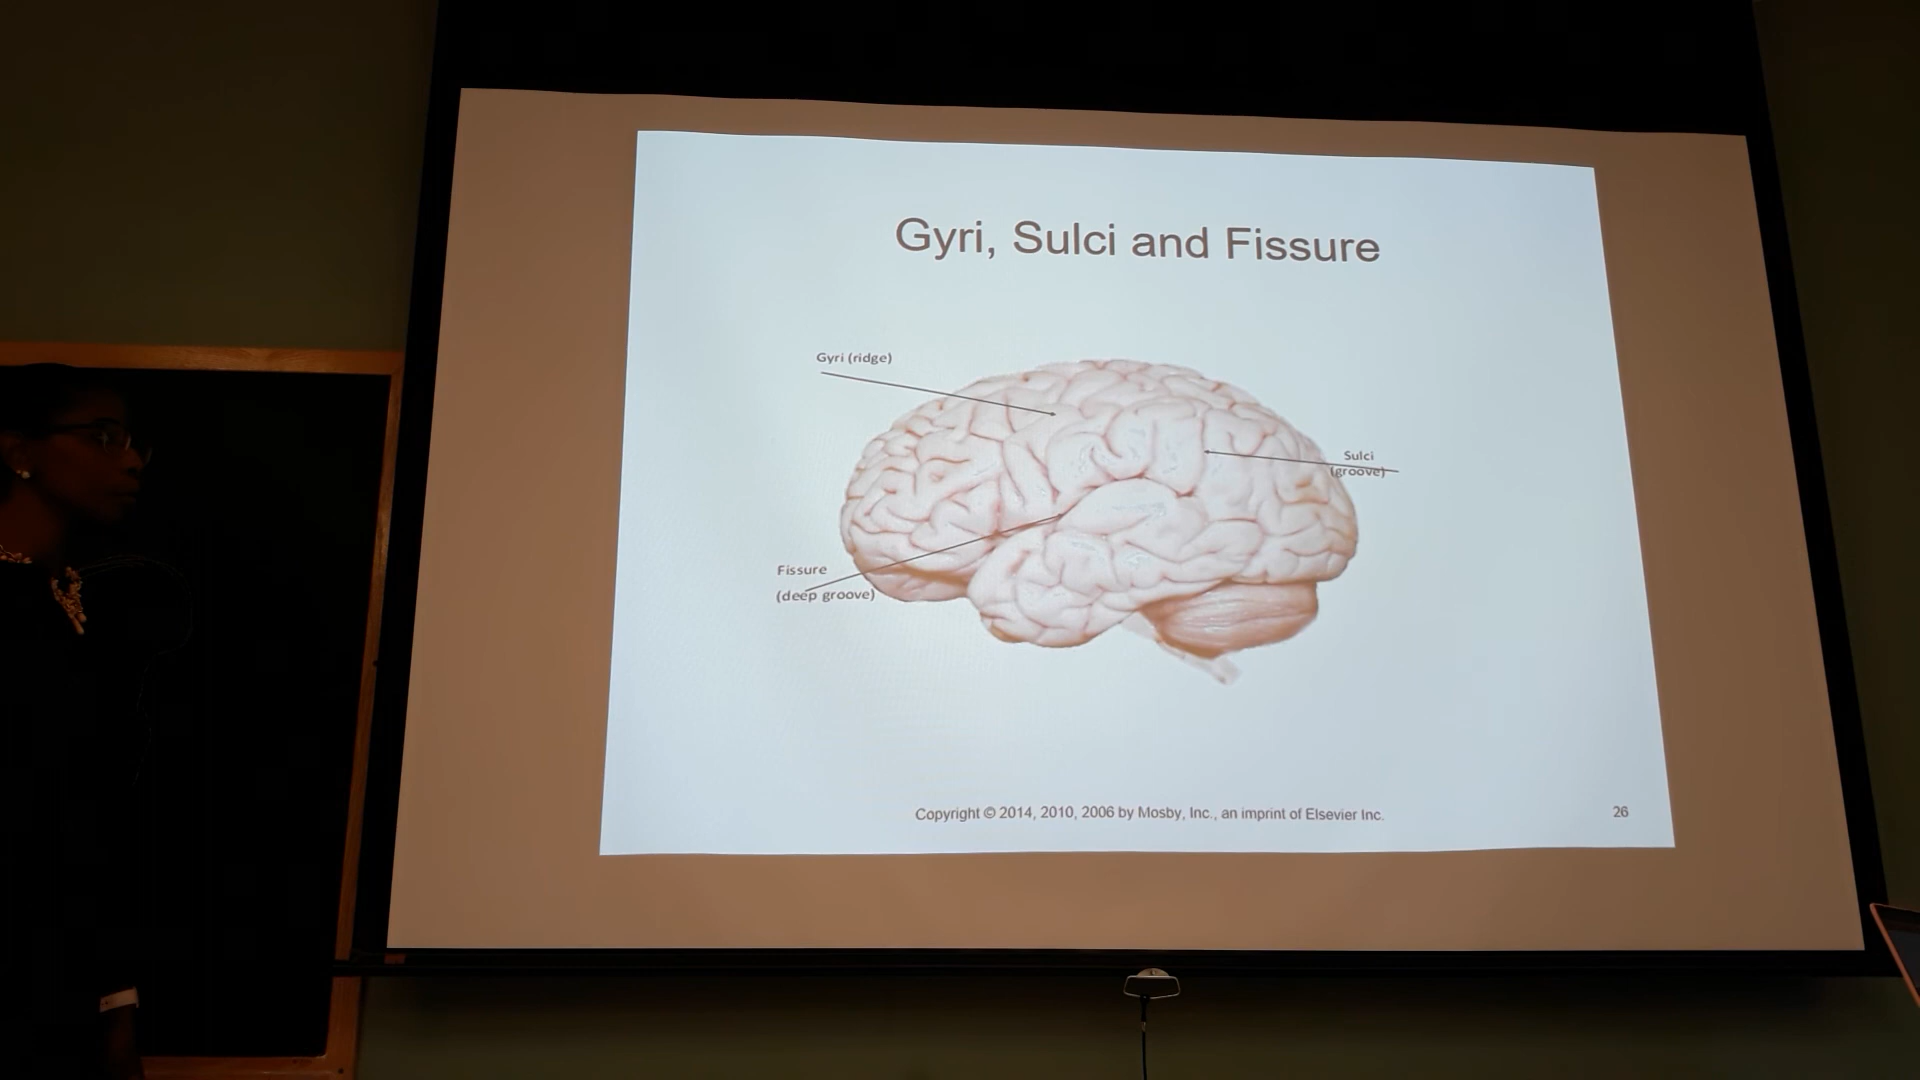 Gyri, Sulci and Fissure
Gyri (ridge)
Sulci
(groove)
Fissure
(deep groove)
Copyright © 2014, 2010, 2006 by Mosby, Inc., an imprint of Elsevier Inc.
26